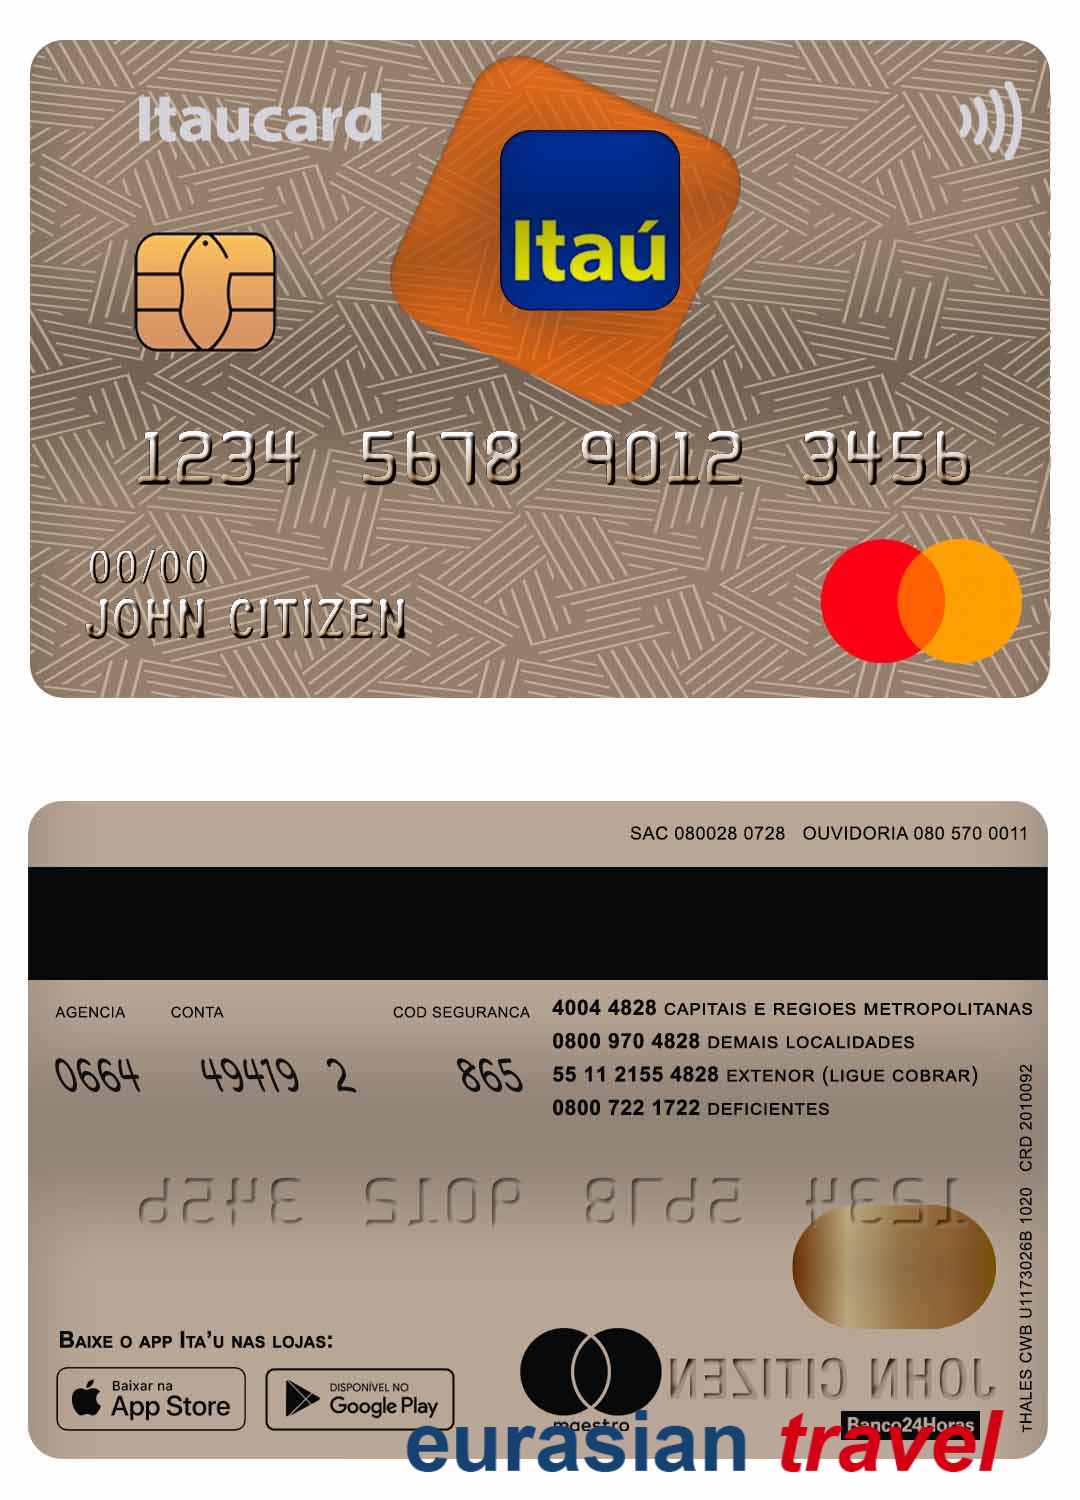 Itaucard
Itaú
1234 5678 9012 3456
00/00
JOHN CITIZEN
SAC 080028 0728 OUVIDORIA 080 570 0011
AGENCIA CONTA COD SEGURANCA
0664 49419 2 865
4004 4828 CAPITAIS E REGIOES METROPOLITANAS
0800 970 4828 DEMAIS LOCALIDADES
55 11 2155 4828 EXTENOR (LIGUE COBRAR)
0800 722 1722 DEFICIENTES
1234 5678 9012 3456
THALES CWB U1173026B 1020 CRD 2010092
BAIXE O APP ITA'U NAS LOJAS:
Baixar na
App Store
DISPONÍVEL NO
Google Play
maestro
JOHN CITIZEN
Banco24Horas
eurasian travel